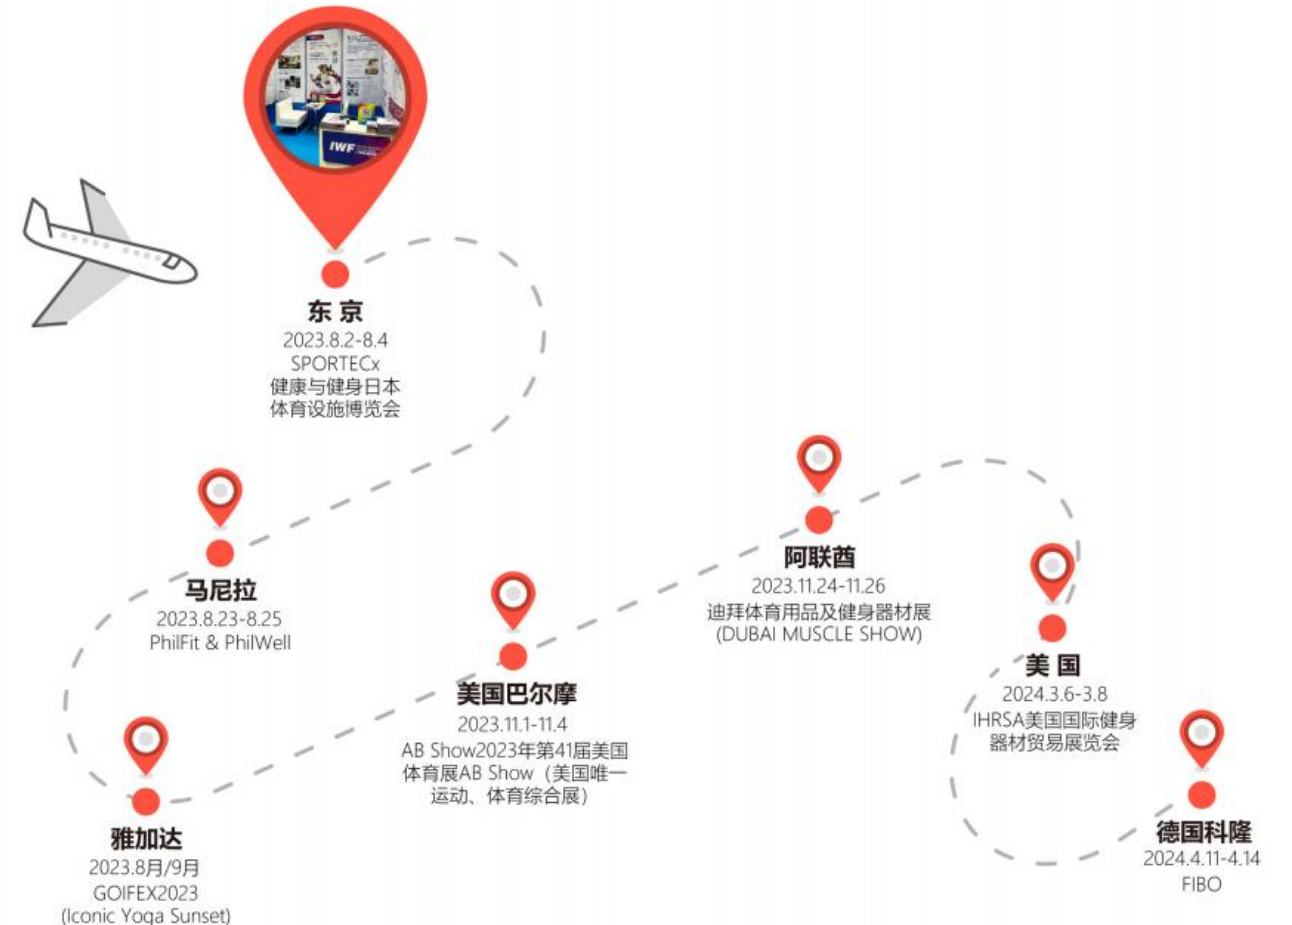 IWF
东京
2023.8.2-8.4
SPORTECx
健康与健身日本
体育设施博览会
马尼拉
2023.8.23-8.25
PhilFit & PhilWell
雅加达
2023.8月/9月
GOIFEX2023
(Iconic Yoga Sunset)
美国巴尔摩
2023.11.1-11.4
AB Show2023年第41届美国
体育展AB Show（美国唯一
运动、体育综合展）
阿联酋
2023.11.24-11.26
迪拜体育用品及健身器材展
(DUBAI MUSCLE SHOW)
美国
2024.3.6-3.8
IHRSA美国国际健身
器材贸易展览会
德国科隆
2024.4.11-4.14
FIBO